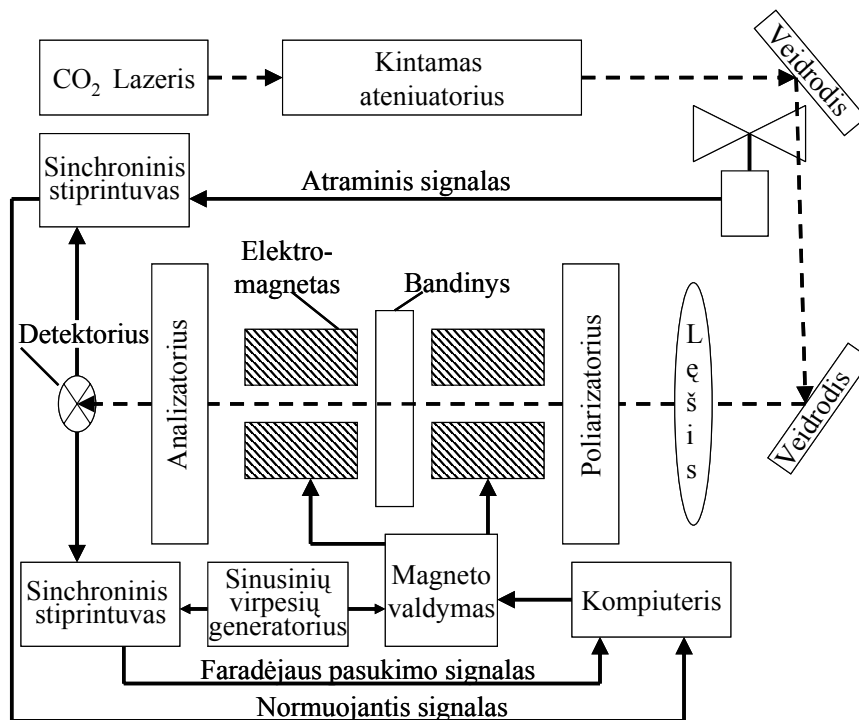 CO₂ Lazeris
Kintamas
ateniuatorius
Veidrodis
Sinchroninis
stiprintuvas
Atraminis signalas
Elektro-
magnetas
Bandinys
Detektorius
Analizatorius
Poliarizatorius
Lęšis
Veidrodis
Sinchroninis
stiprintuvas
Sinusinių
virpesių
generatorius
Magneto
valdymas
Kompiuteris
Faradėjaus pasukimo signalas
Normuojantis signalas